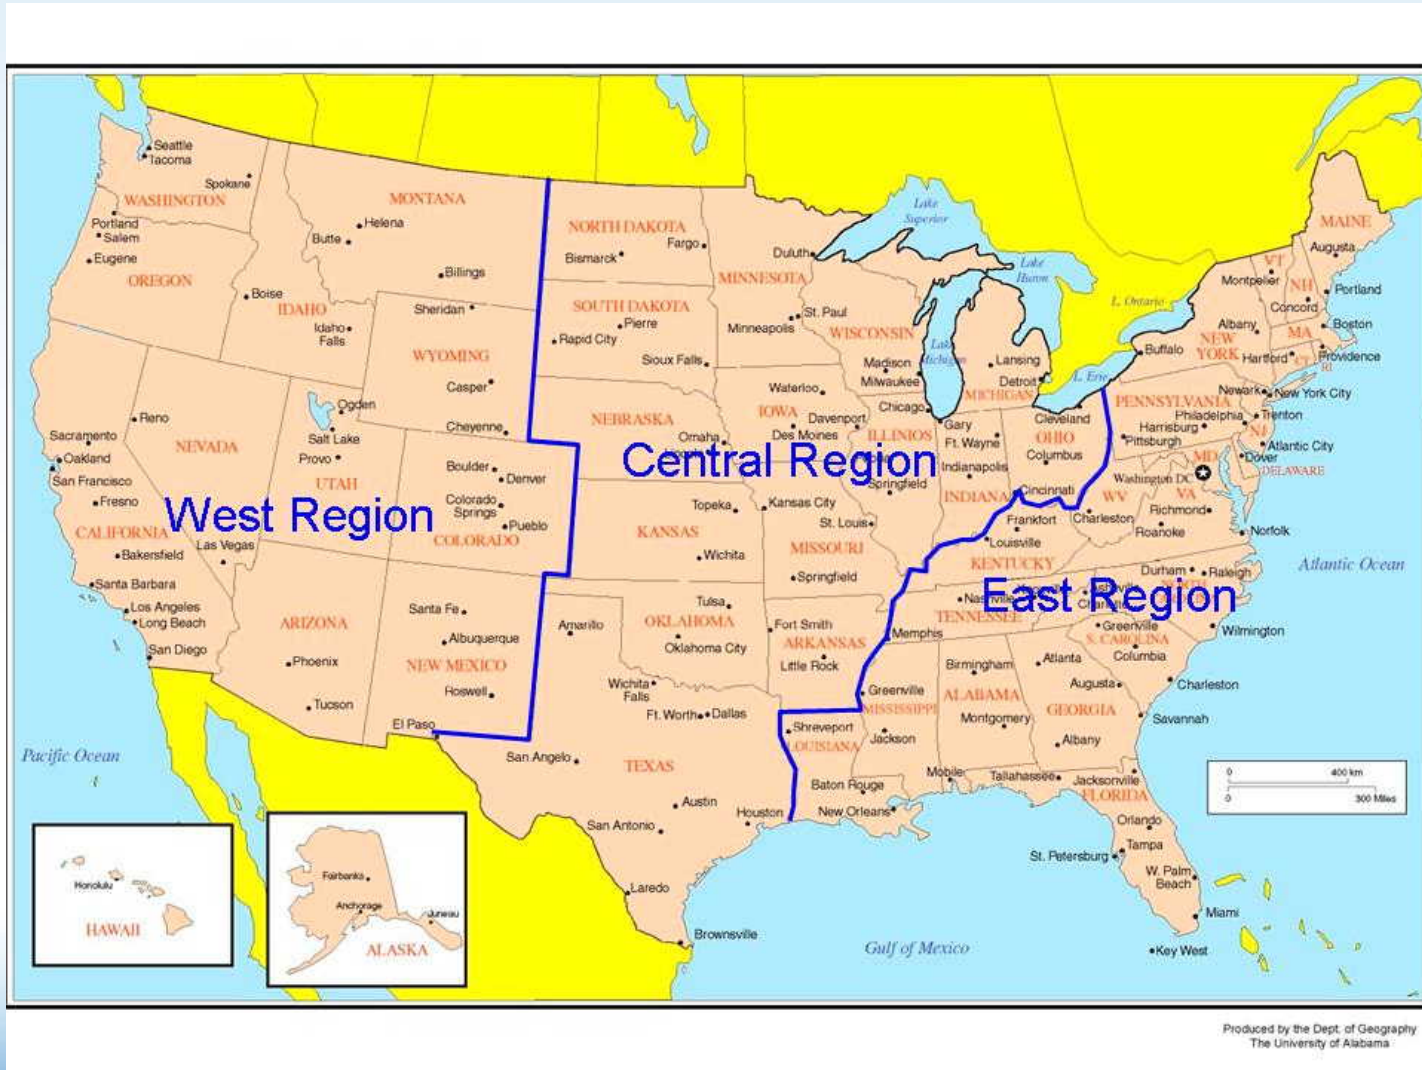 Seattle
Tacoma
Spokane
WASHINGTON
Portland
Salem
Eugene
OREGON
MONTANA
Helena
Butte
Billings
Boise
IDAHO
Idaho
Falls
Sheridan
WYOMING
Casper
Cheyenne
NORTH DAKOTA
Fargo
Bismarck
SOUTH DAKOTA
Pierre
Rapid City
Sioux Falls
Duluth
MINNESOTA
St. Paul
Minneapolis
WISCONSIN
Madison
Milwaukee
Lake
Superior
Lake
Huron
Lake
Michigan
L. Ontario
L. Erie
Lansing
Detroit
MICHIGAN
MAINE
Augusta
VT
Montpelier
NH
Concord
Portland
Albany
MA
Boston
NEW
YORK
Buffalo
Hartford
CT
RI
Providence
Reno
Sacramento
Oakland
San Francisco
Fresno
NEVADA
CALIFORNIA
Bakersfield
Las Vegas
Santa Barbara
Los Angeles
Long Beach
San Diego
Ogden
Salt Lake
Provo
UTAH
Boulder
Denver
Colorado
Springs
Pueblo
COLORADO
West Region
NEBRASKA
Omaha
Waterloo
IOWA
Davenport
Des Moines
Chicago
ILLINIOS
Springfield
Gary
Ft. Wayne
Indianapolis
INDIANA
Cleveland
OHIO
Columbus
Cincinnati
Central Region
PENNSYLVANIA
Newark
New York City
Philadelphia
Trenton
Harrisburg
Pittsburgh
NJ
Atlantic City
MD
Dover
DELAWARE
Washington DC
WV
VA
Charleston
Richmond
Roanoke
Norfolk
Topeka
Kansas City
KANSAS
Wichita
St. Louis
MISSOURI
Springfield
Frankfort
Louisville
KENTUCKY
Durham
Raleigh
NORTH
Atlantic Ocean
East Region
Nashville
TENNESSEE
Memphis
Greenville
S. CAROLINA
Columbia
Wilmington
Charleston
ARIZONA
Phoenix
Tucson
Santa Fe
Albuquerque
NEW MEXICO
Roswell
El Paso
Amarillo
Tulsa
OKLAHOMA
Oklahoma City
Fort Smith
ARKANSAS
Little Rock
Wichita
Falls
Ft. Worth
Dallas
San Angelo
TEXAS
Austin
San Antonio
Houston
Laredo
Brownsville
Greenville
MISSISSIPPI
Jackson
Shreveport
LOUISIANA
Baton Rouge
New Orleans
Birmingham
ALABAMA
Montgomery
Mobile
Atlanta
Augusta
GEORGIA
Savannah
Albany
Tallahassee
Jacksonville
FLORIDA
Orlando
Tampa
St. Petersburg
W. Palm
Beach
Miami
Key West
Pacific Ocean
Gulf of Mexico
0 400 km
0 300 Miles
Honolulu
HAWAII
Fairbanks
Anchorage
Juneau
ALASKA
Produced by the Dept. of Geography
The University of Alabama